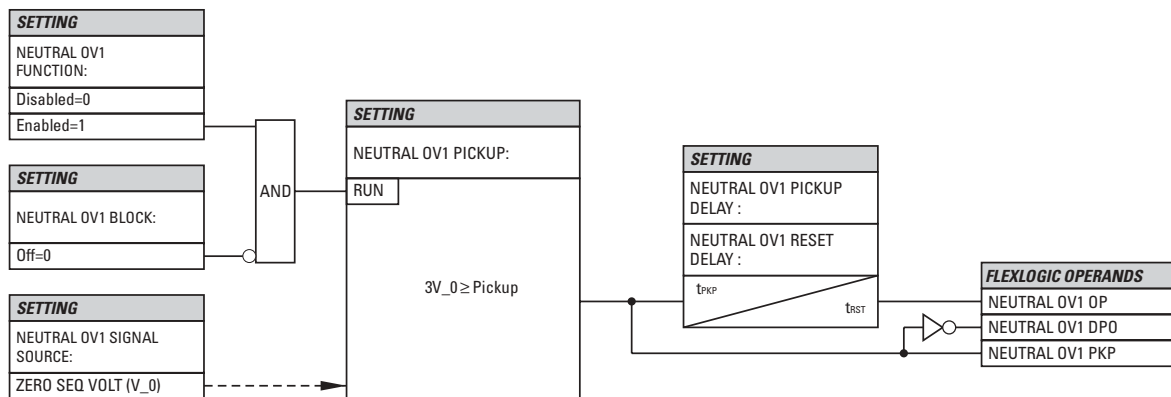 SETTING
NEUTRAL OV1
FUNCTION:
Disabled=0
Enabled=1
SETTING
NEUTRAL OV1 BLOCK:
Off=0
SETTING
NEUTRAL OV1 SIGNAL
SOURCE:
ZERO SEQ VOLT (V_0)
AND
SETTING
NEUTRAL OV1 PICKUP:
RUN
3V_0 ≥ Pickup
SETTING
NEUTRAL OV1 PICKUP
DELAY :
NEUTRAL OV1 RESET
DELAY :
tPKP
tRST
FLEXLOGIC OPERANDS
NEUTRAL OV1 OP
NEUTRAL OV1 DPO
NEUTRAL OV1 PKP